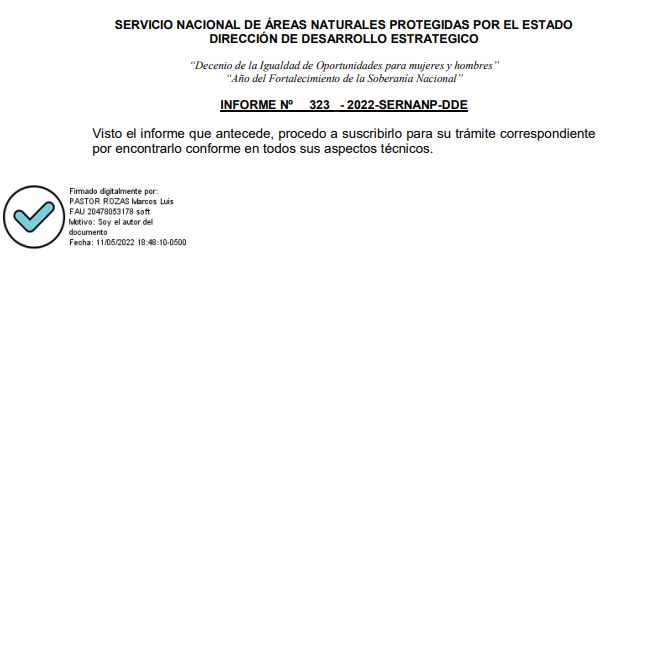 SERVICIO NACIONAL DE ÁREAS NATURALES PROTEGIDAS POR EL ESTADO
DIRECCIÓN DE DESARROLLO ESTRATEGICO
“Decenio de la Igualdad de Oportunidades para mujeres y hombres”
“Año del Fortalecimiento de la Soberanía Nacional”
INFORME Nº 323 - 2022-SERNANP-DDE
Visto el informe que antecede, procedo a suscribirlo para su trámite correspondiente
por encontrarlo conforme en todos sus aspectos técnicos.
Firmado digitalmente por:
PASTOR ROZAS Marcos Luis
FAU 20478053178 soft
Motivo: Soy el autor del
documento
Fecha: 11/05/2022 18:48:10-0500